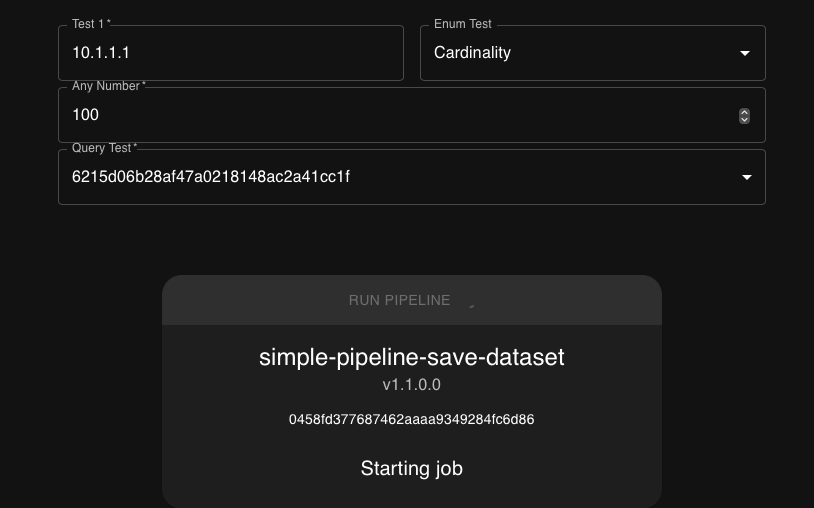 Test 1 *
Enum Test
10.1.1.1
Cardinality
Any Number *
100
Query Test *
6215d06b28af47a0218148ac2a41cc1f
RUN PIPELINE
simple-pipeline-save-dataset
v1.1.0.0
0458fd377687462aaaa9349284fc6d86
Starting job